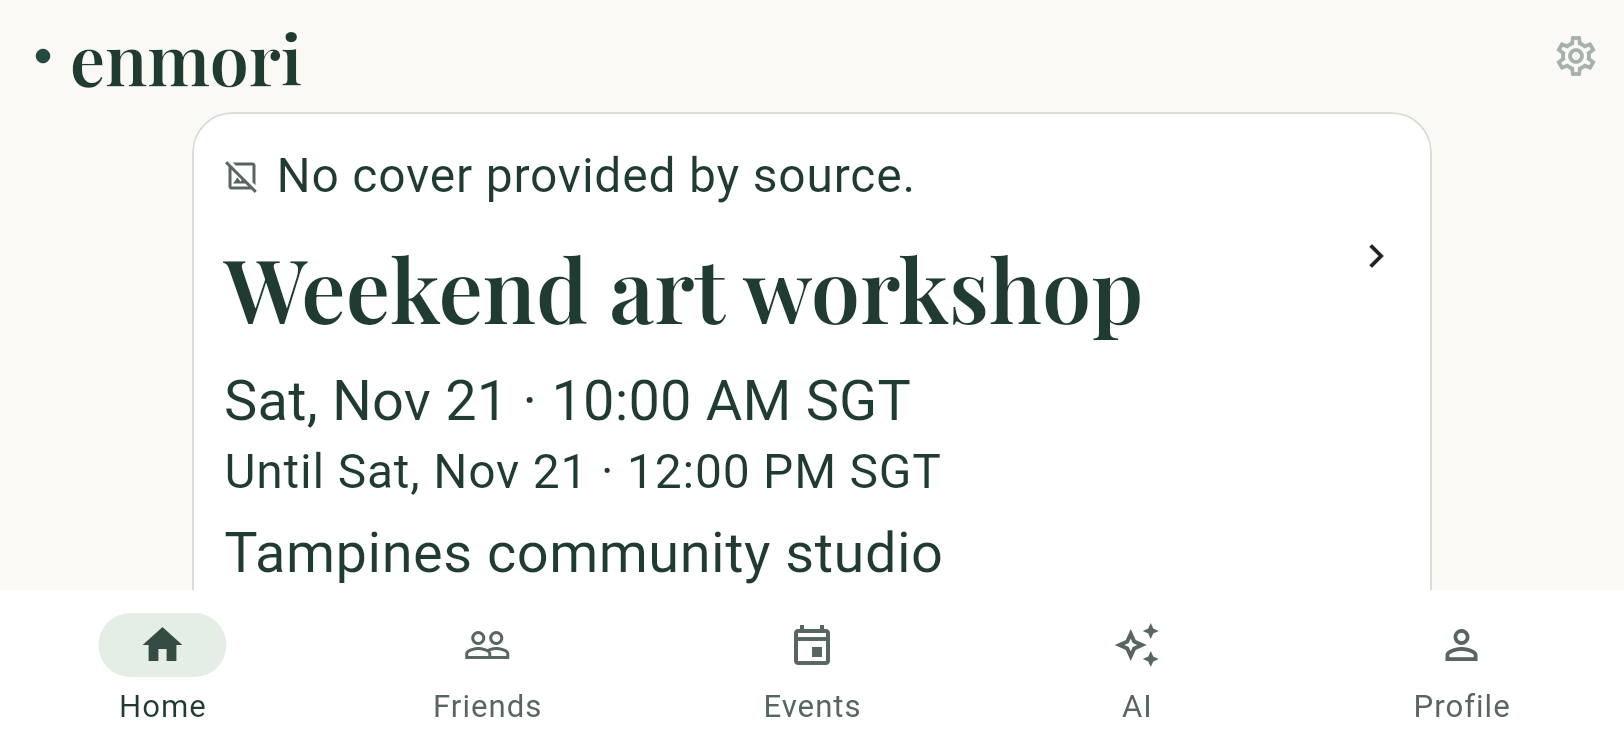 enmori
No cover provided by source.
Weekend art workshop
Sat, Nov 21 · 10:00 AM SGT
Until Sat, Nov 21 · 12:00 PM SGT
Tampines community studio
Home
Friends
Events
AI
Profile